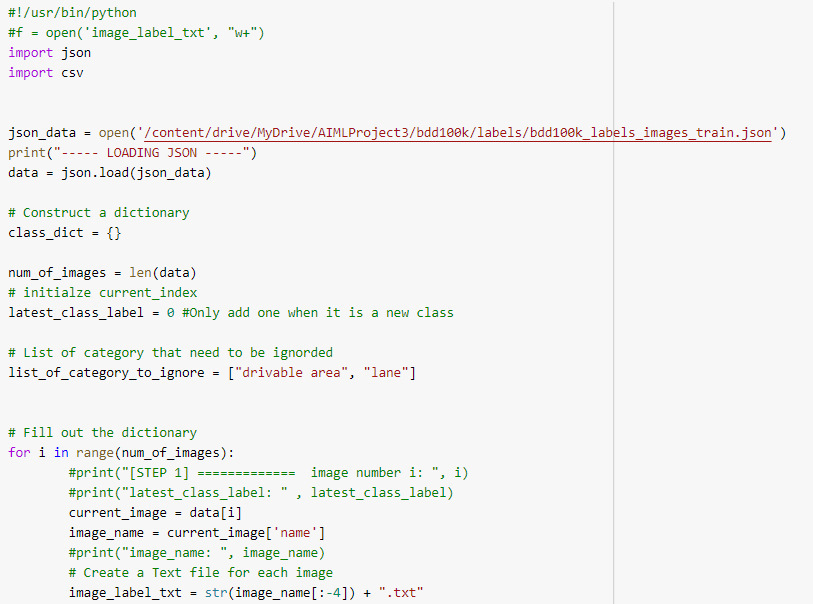 #!/usr/bin/python
#f = open('image_label_txt', "w+")
import json
import csv
json_data = open('/content/drive/MyDrive/AIMLProject3/bdd100k/labels/bdd100k_labels_images_train.json')
print("----- LOADING JSON -----")
data = json.load(json_data)
# Construct a dictionary
class_dict = {}
num_of_images = len(data)
# initialze current_index
latest_class_label = 0 #Only add one when it is a new class
# List of category that need to be ignorded
list_of_category_to_ignore = ["drivable area", "lane"]
# Fill out the dictionary
for i in range(num_of_images):
        #print("[STEP 1] =============  image number i: ", i)
        #print("latest_class_label: " , latest_class_label)
        current_image = data[i]
        image_name = current_image['name']
        #print("image_name: ", image_name)
        # Create a Text file for each image
        image_label_txt = str(image_name[:-4]) + ".txt"